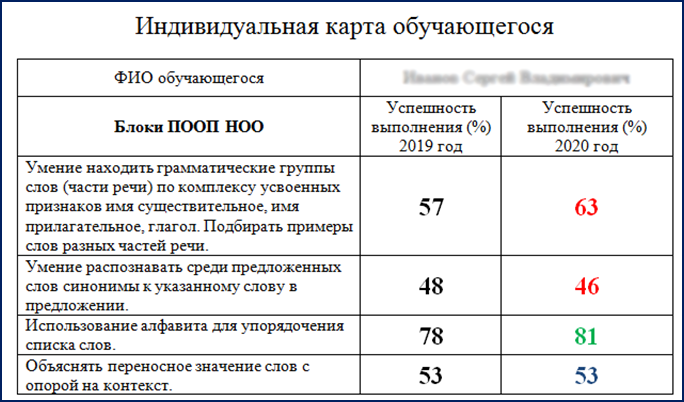 Индивидуальная карта обучающегося
ФИО обучающегося
Блоки ПООП НОО
Успешность
выполнения (%)
2019 год
Успешность
выполнения (%)
2020 год
Умение находить грамматические группы
слов (части речи) по комплексу усвоенных
признаков имя существительное, имя
прилагательное, глагол. Подбирать примеры
слов разных частей речи.
57
63
Умение распознавать среди предложенных
слов синонимы к указанному слову в
предложении.
48
46
Использование алфавита для упорядочения
списка слов.
78
81
Объяснять переносное значение слов с
опорой на контекст.
53
53